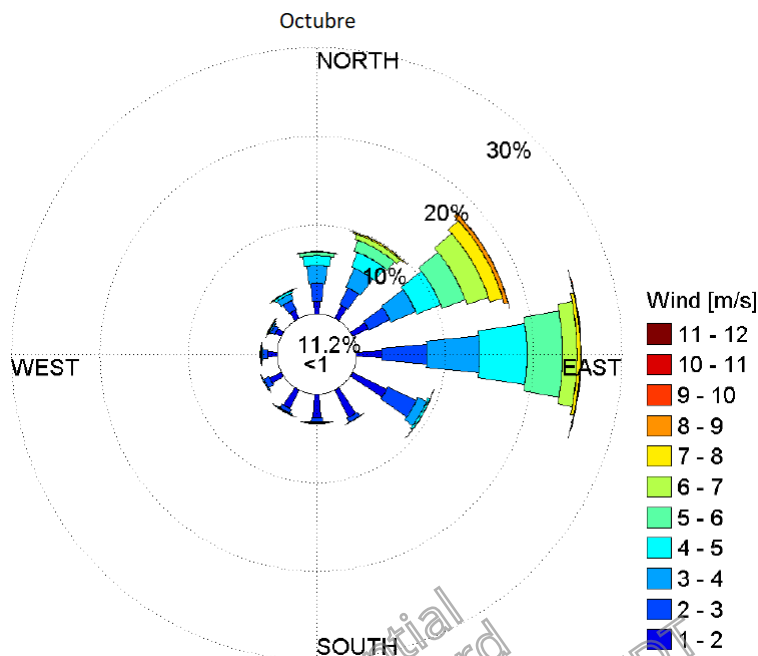 Octubre
NORTH
30%
20%
10%
11.2%
<1
WEST
EAST
SOUTH
Wind [m/s]
11 - 12
10 - 11
9 - 10
8 - 9
7 - 8
6 - 7
5 - 6
4 - 5
3 - 4
2 - 3
1 - 2